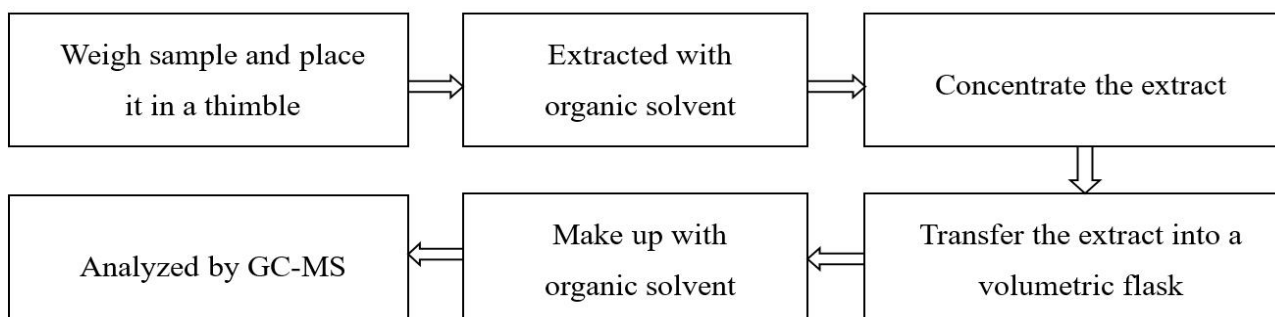 Weigh sample and place
it in a thimble
Extracted with
organic solvent
Concentrate the extract
Transfer the extract into a
volumetric flask
Make up with
organic solvent
Analyzed by GC-MS